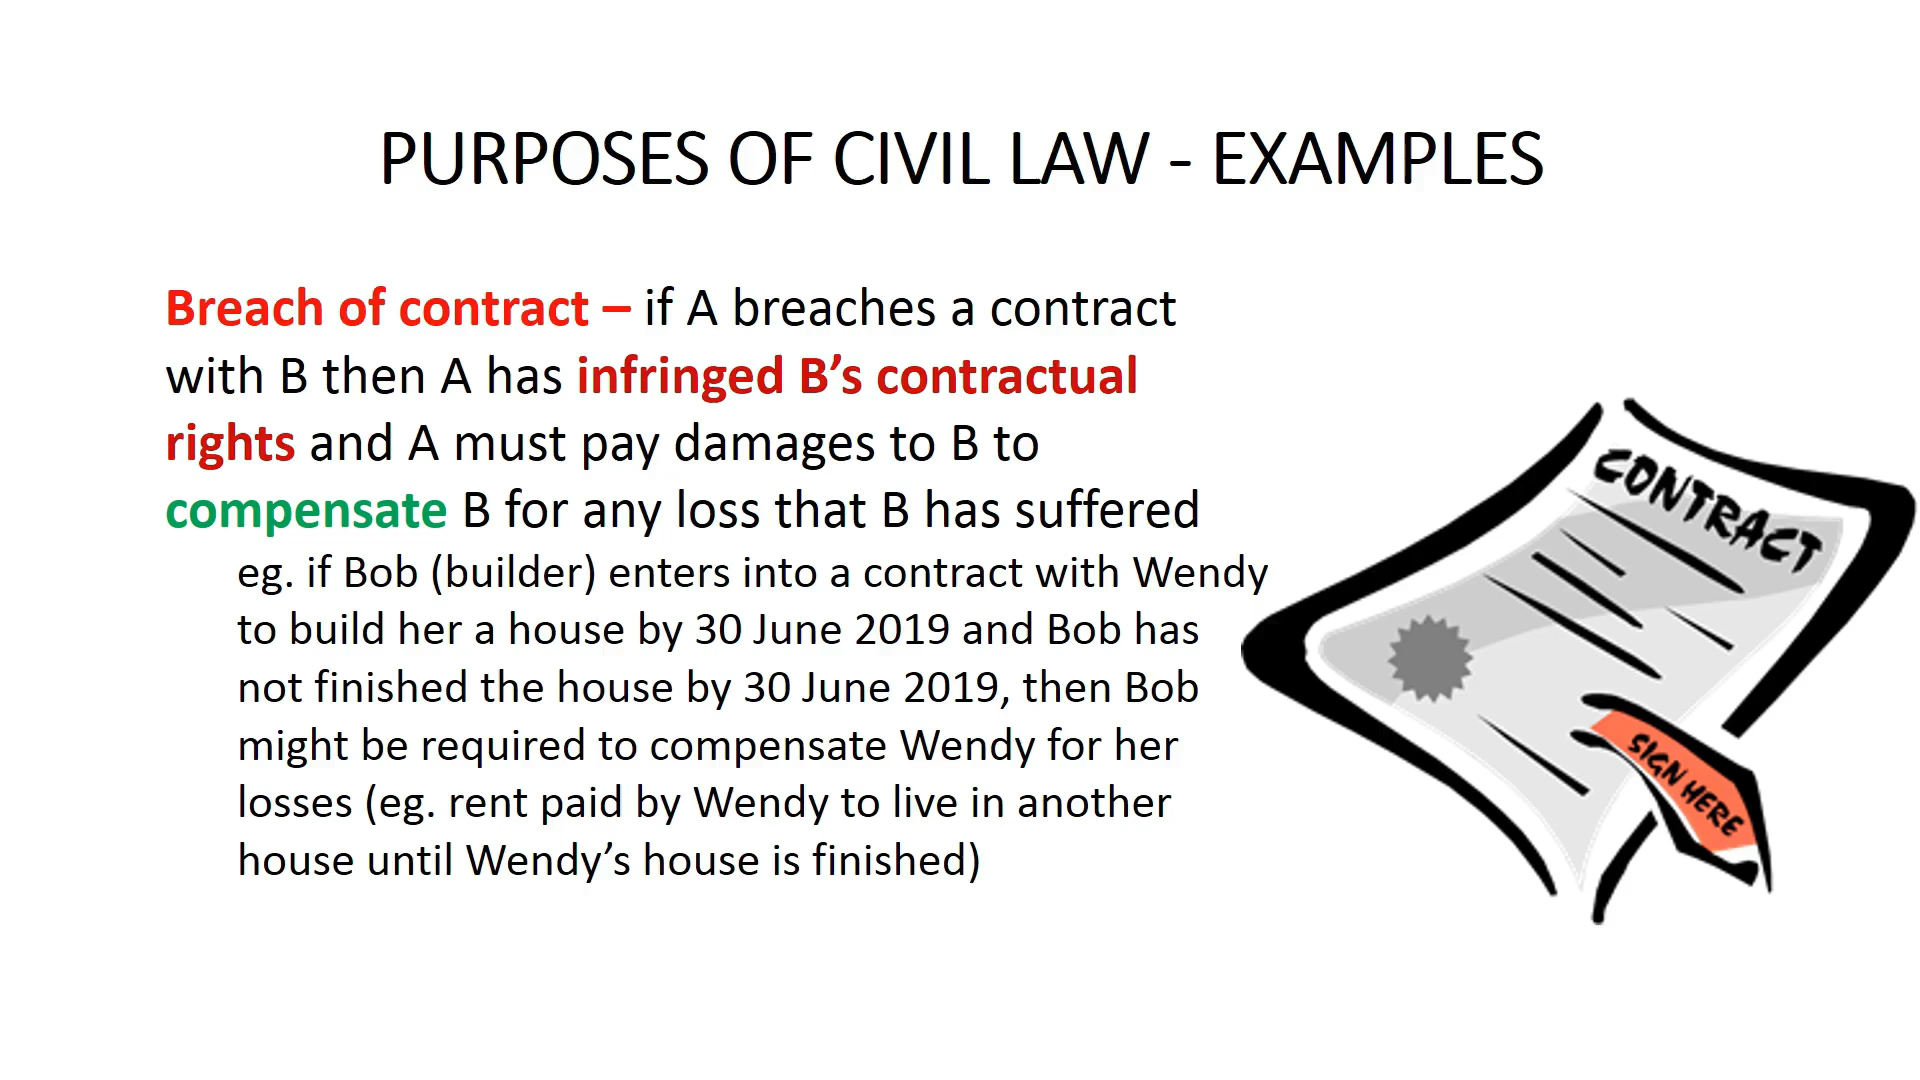 PURPOSES OF CIVIL LAW - EXAMPLES
Breach of contract – if A breaches a contract
with B then A has infringed B’s contractual
rights and A must pay damages to B to
compensate B for any loss that B has suffered
eg. if Bob (builder) enters into a contract with Wendy
to build her a house by 30 June 2019 and Bob has
not finished the house by 30 June 2019, then Bob
might be required to compensate Wendy for her
losses (eg. rent paid by Wendy to live in another
house until Wendy’s house is finished)
CONTRACT
SIGN HERE